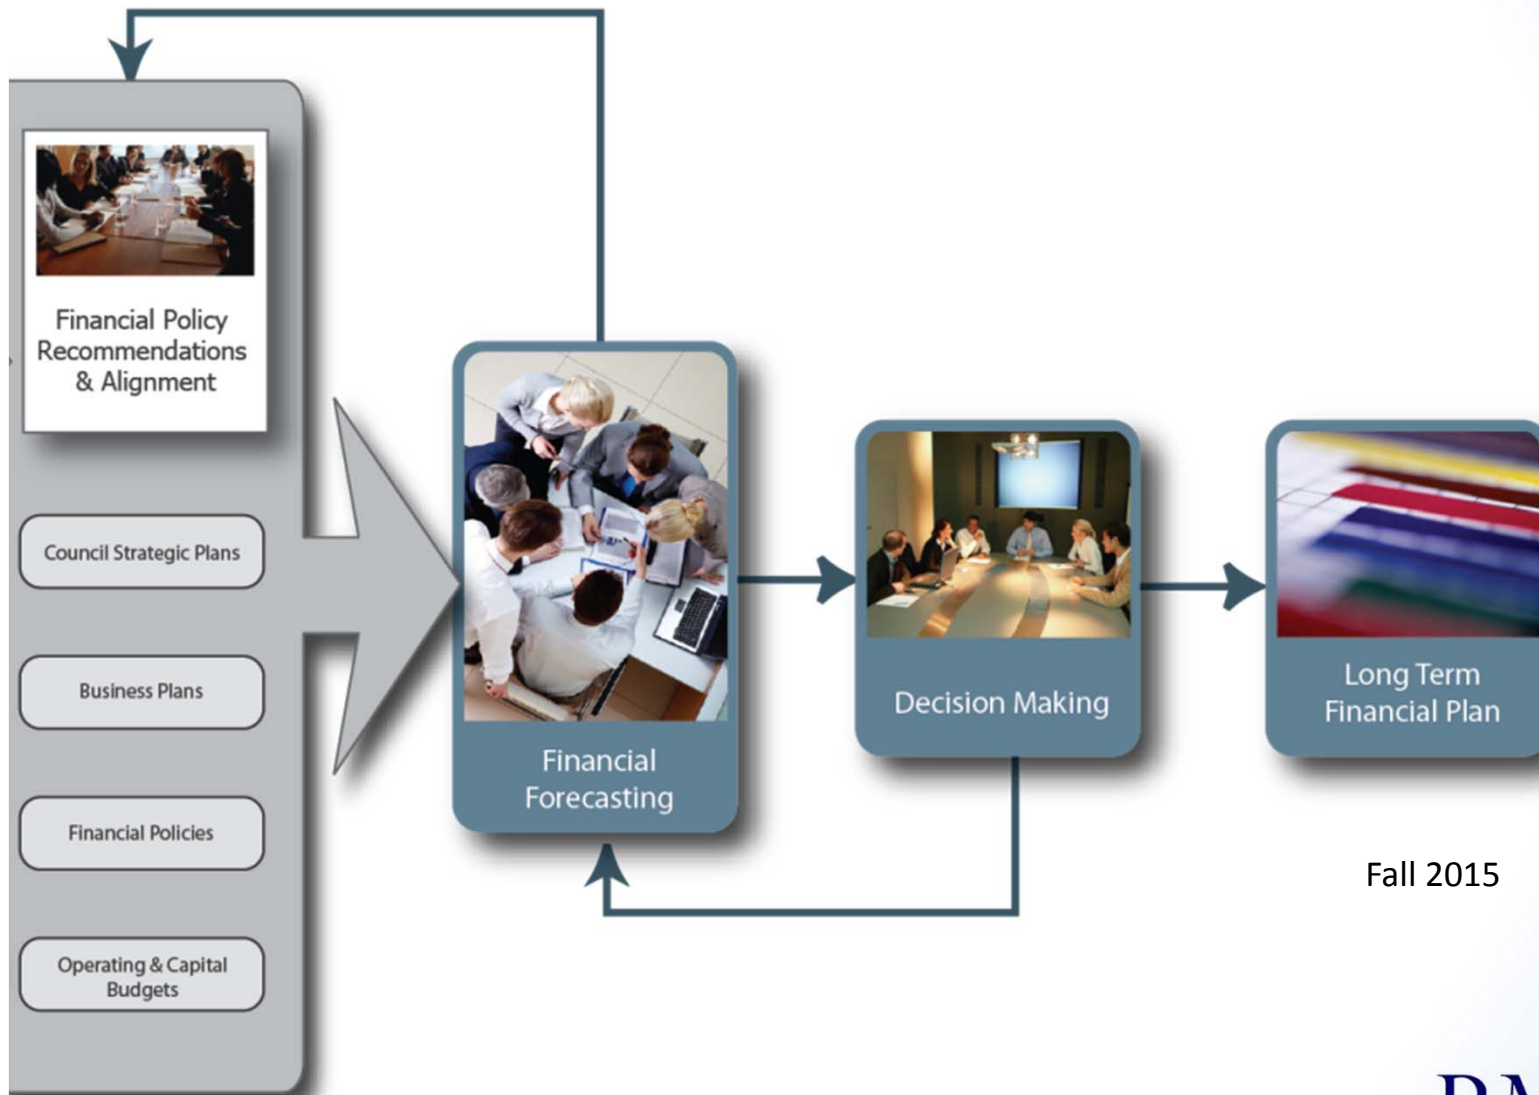 Financial Policy
Recommendations
& Alignment
Council Strategic Plans
Business Plans
Financial Policies
Operating & Capital
Budgets
Financial
Forecasting
Decision Making
Long Term
Financial Plan
Fall 2015